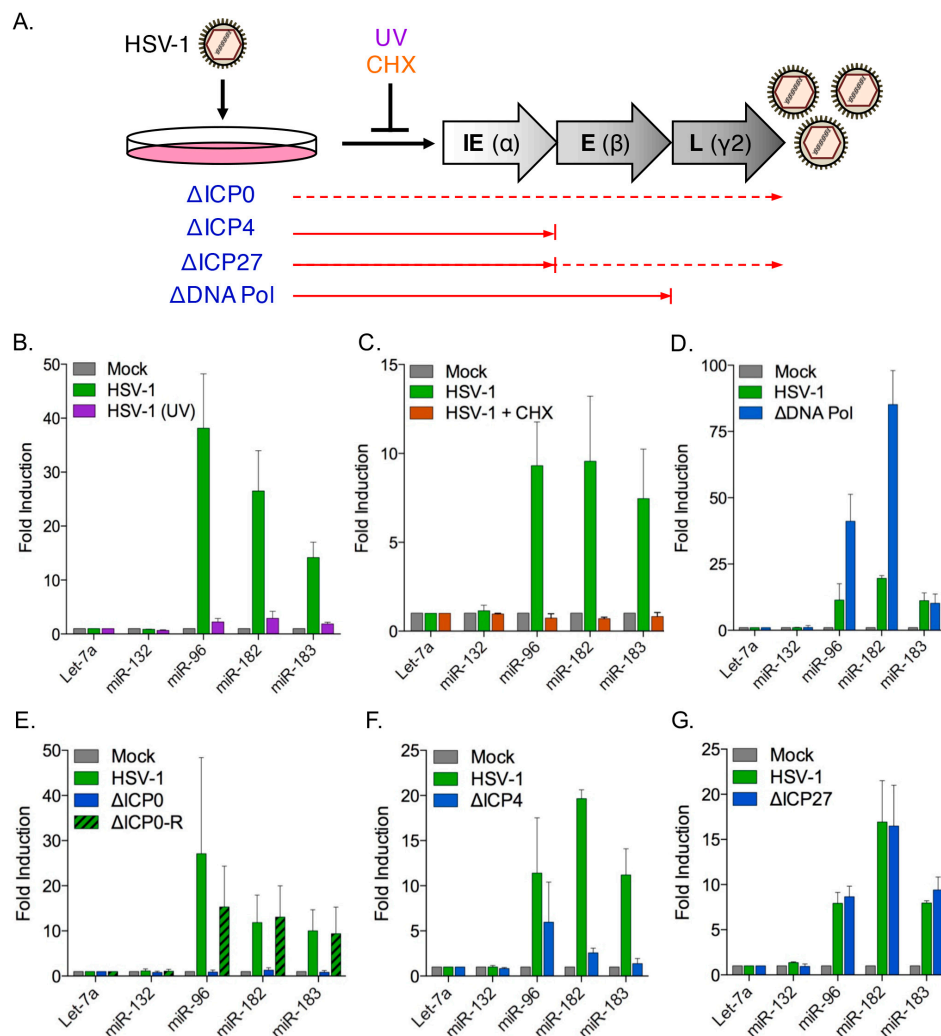 A.
HSV-1
UV
CHX
IE (α)
E (β)
L (γ2)
ΔICP0
ΔICP4
ΔICP27
ΔDNA Pol
B.
Fold Induction
50
40
30
20
10
0
Mock
HSV-1
HSV-1 (UV)
Let-7a
miR-132
miR-96
miR-182
miR-183
C.
Fold Induction
15
10
5
0
Mock
HSV-1
HSV-1 + CHX
Let-7a
miR-132
miR-96
miR-182
miR-183
D.
Fold Induction
100
75
50
25
0
Mock
HSV-1
ΔDNA Pol
Let-7a
miR-132
miR-96
miR-182
miR-183
E.
Fold Induction
50
40
30
20
10
0
Mock
HSV-1
ΔICP0
ΔICP0-R
Let-7a
miR-132
miR-96
miR-182
miR-183
F.
Fold Induction
25
20
15
10
5
0
Mock
HSV-1
ΔICP4
Let-7a
miR-132
miR-96
miR-182
miR-183
G.
Fold Induction
25
20
15
10
5
0
Mock
HSV-1
ΔICP27
Let-7a
miR-132
miR-96
miR-182
miR-183